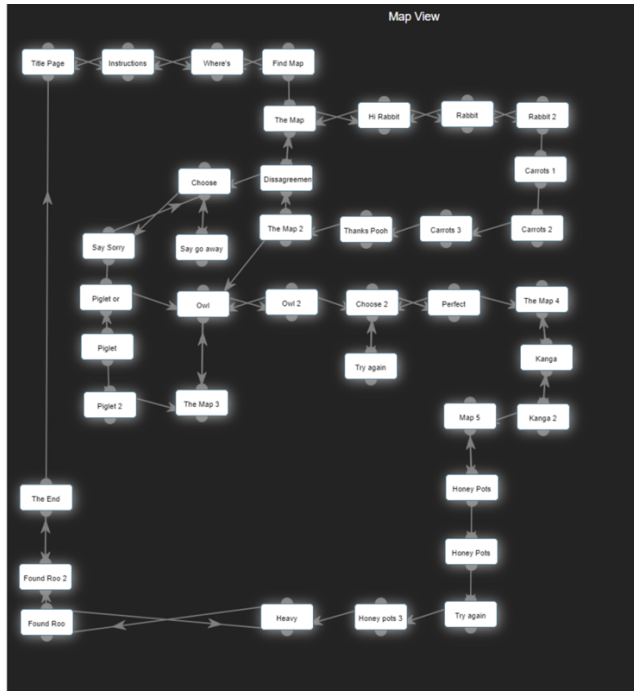 Map View
Title Page
Instructions
Where's
Find Map
The Map
Hi Rabbit
Rabbit
Rabbit 2
Carrots 1
Choose
Dissagreemen
The Map 2
Thanks Pooh
Carrots 3
Carrots 2
Say Sorry
Say go away
Piglet or
Owl
Owl 2
Choose 2
Perfect
The Map 4
Piglet
Try again
Kanga
Piglet 2
The Map 3
Map 5
Kanga 2
Honey Pots
The End
Honey Pots
Found Roo 2
Found Roo
Heavy
Honey pots 3
Try again